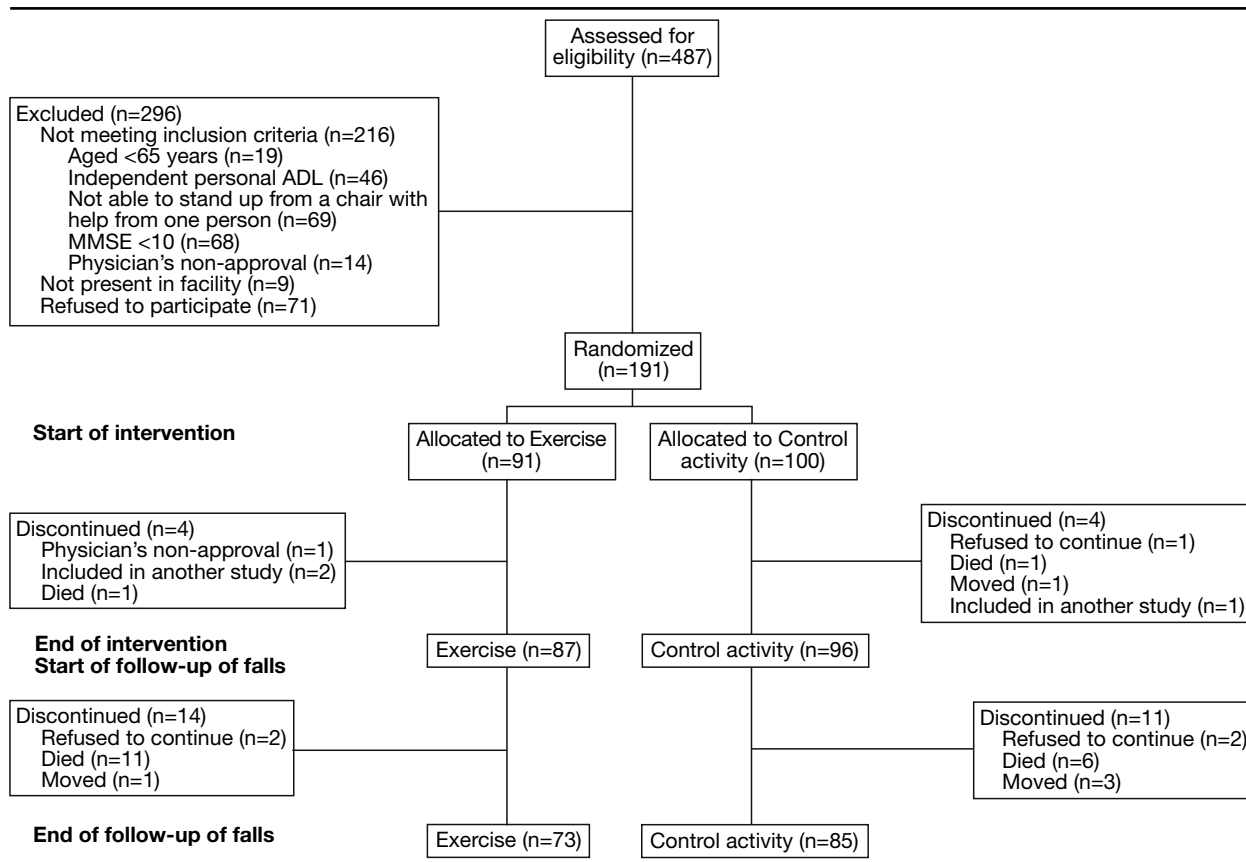 Assessed for
eligibility (n=487)
Excluded (n=296)
Not meeting inclusion criteria (n=216)
Aged <65 years (n=19)
Independent personal ADL (n=46)
Not able to stand up from a chair with
help from one person (n=69)
MMSE <10 (n=68)
Physician's non-approval (n=14)
Not present in facility (n=9)
Refused to participate (n=71)
Randomized
(n=191)
Start of intervention
Allocated to Exercise
(n=91)
Allocated to Control
activity (n=100)
Discontinued (n=4)
Physician's non-approval (n=1)
Included in another study (n=2)
Died (n=1)
Discontinued (n=4)
Refused to continue (n=1)
Died (n=1)
Moved (n=1)
Included in another study (n=1)
End of intervention
Start of follow-up of falls
Exercise (n=87)
Control activity (n=96)
Discontinued (n=14)
Refused to continue (n=2)
Died (n=11)
Moved (n=1)
Discontinued (n=11)
Refused to continue (n=2)
Died (n=6)
Moved (n=3)
End of follow-up of falls
Exercise (n=73)
Control activity (n=85)